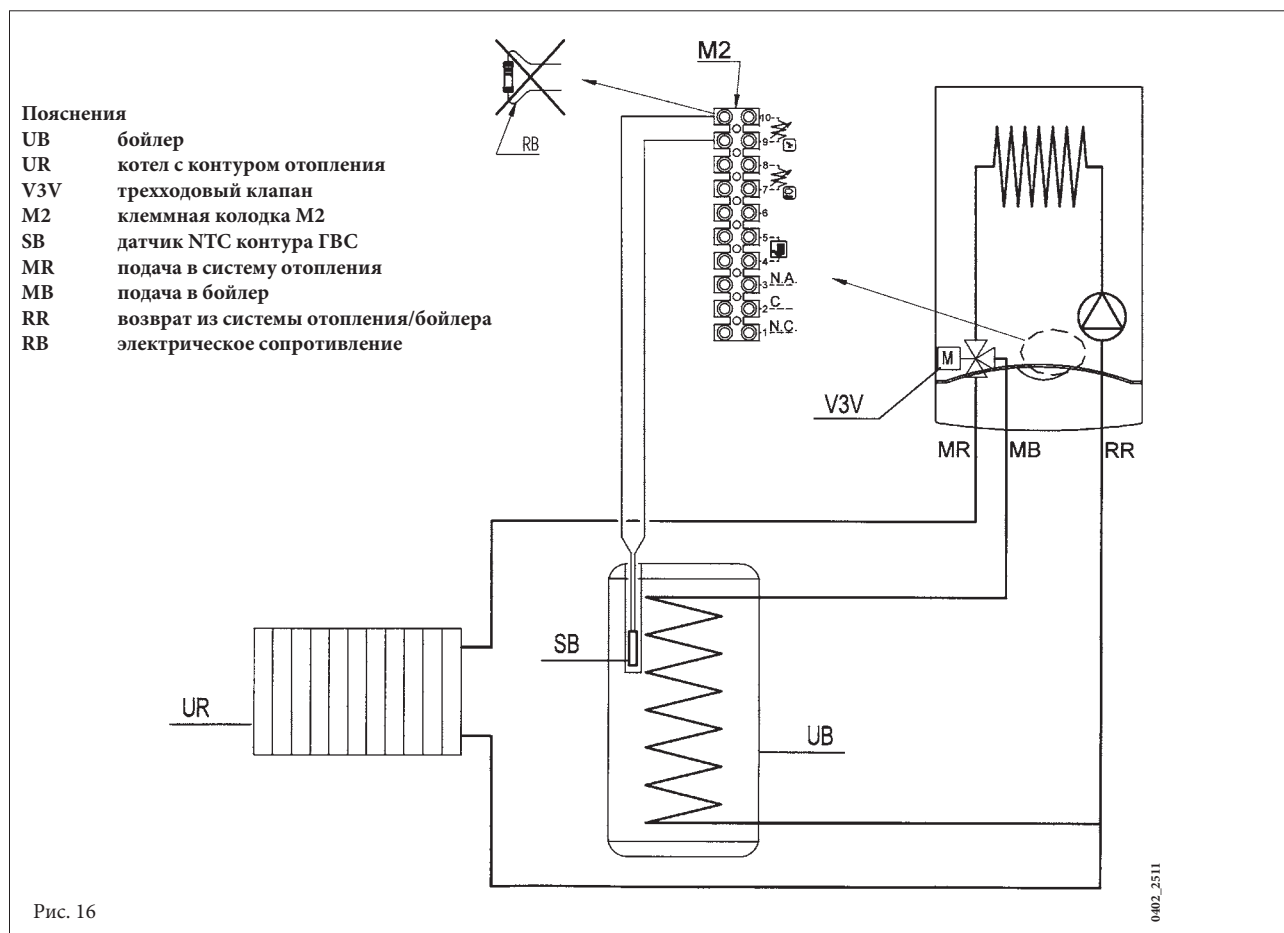 M2
RB
Пояснения
UB бойлер
UR котел с контуром отопления
V3V трехходовый клапан
M2 клеммная колодка M2
SB датчик NTC контура ГВС
MR подача в систему отопления
MB подача в бойлер
RR возврат из системы отопления/бойлера
RB электрическое сопротивление
10
9
8
7
6
5
4
3 N.A.
2 C
1 N.C.
M
V3V
MR MB RR
SB
UR
UB
Рис. 16
0402_2511